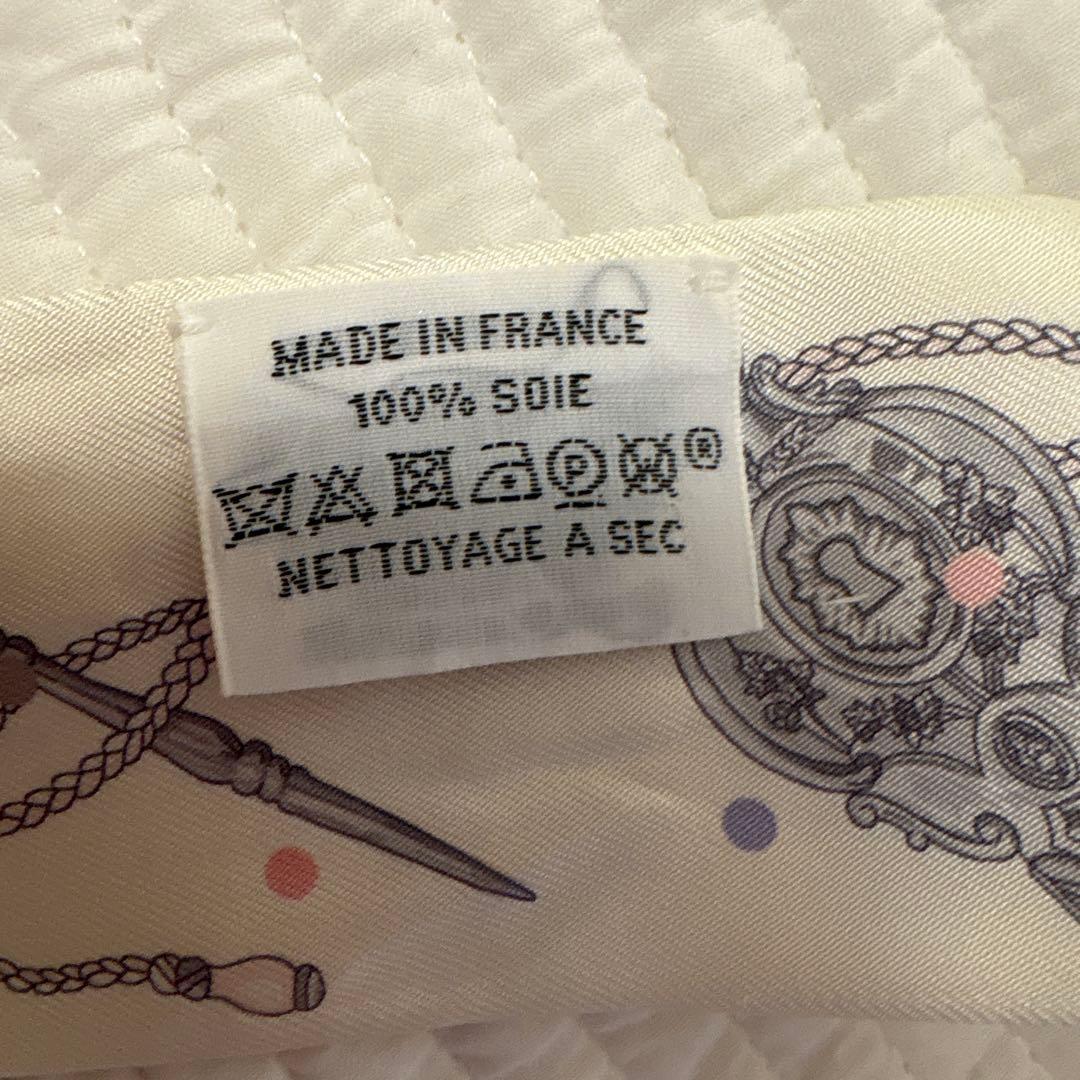 MADE IN FRANCE
100% SOIE
P W ®
NETTOYAGE A SEC